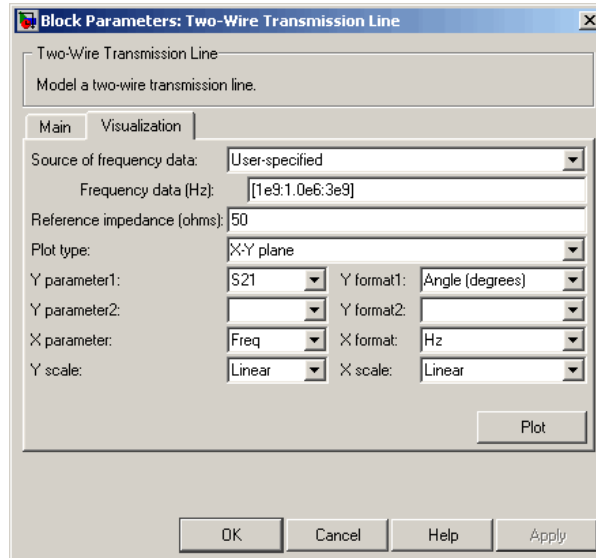 Block Parameters: Two-Wire Transmission Line
Two-Wire Transmission Line
Model a two-wire transmission line.
Main Visualization
Source of frequency data: User-specified
Frequency data (Hz): [1e9:1.0e6:3e9]
Reference impedance (ohms): 50
Plot type: X-Y plane
Y parameter1: S21 Y format1: Angle (degrees)
Y parameter2: Y format2:
X parameter: Freq X format: Hz
Y scale: Linear X scale: Linear
Plot
OK Cancel Help Apply